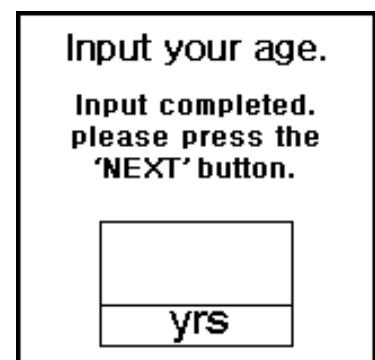 Input your age.
Input completed.
please press the
‘NEXT’ button.
yrs